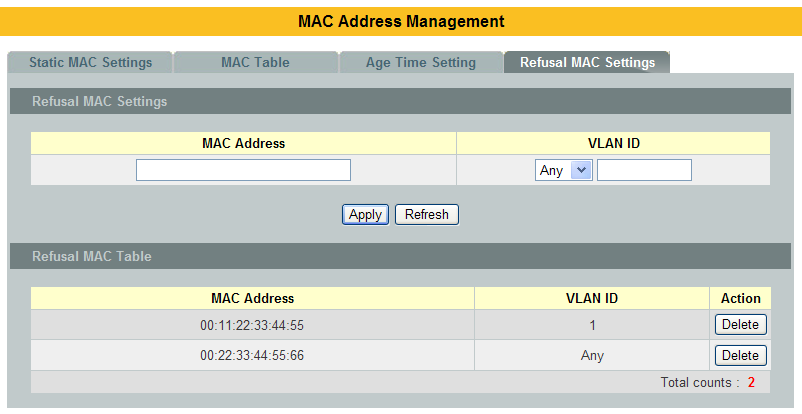 MAC Address Management
Static MAC Settings MAC Table Age Time Setting Refusal MAC Settings
Refusal MAC Settings
MAC Address VLAN ID
Any
Apply Refresh
Refusal MAC Table
MAC Address VLAN ID Action
00:11:22:33:44:55 1 Delete
00:22:33:44:55:66 Any Delete
Total counts : 2